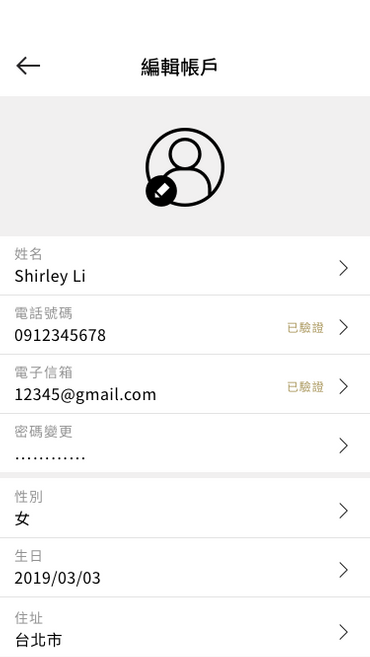 編輯帳戶
姓名
Shirley Li
電話號碼
0912345678
已驗證
電子信箱
12345@gmail.com
已驗證
密碼變更
............
性別
女
生日
2019/03/03
住址
台北市